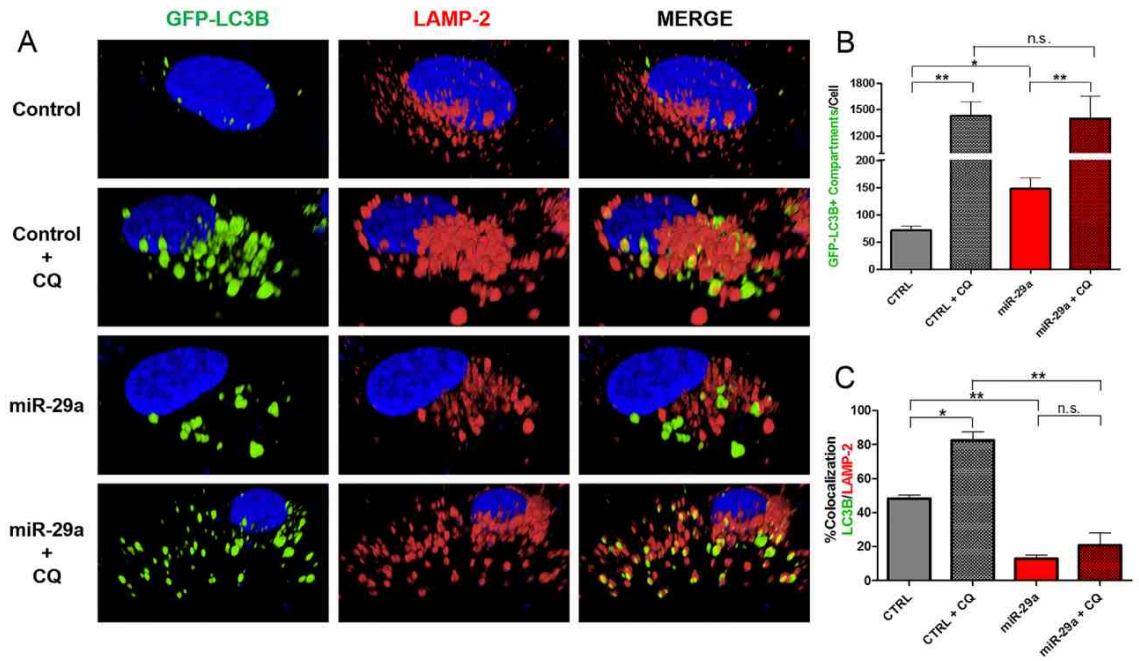 A
GFP-LC3B
LAMP-2
MERGE
Control
Control
+
CQ
miR-29a
miR-29a
+
CQ
B
GFP-LC3B+ Compartments/Cell
n.s.
*
**
**
1800
1500
1200
200
150
100
50
0
CTRL
CTRL + CQ
miR-29a
miR-29a + CQ
C
%Colocalization
LC3B/LAMP-2
**
**
*
n.s.
100
80
60
40
20
0
CTRL
CTRL + CQ
miR-29a
miR-29a + CQ